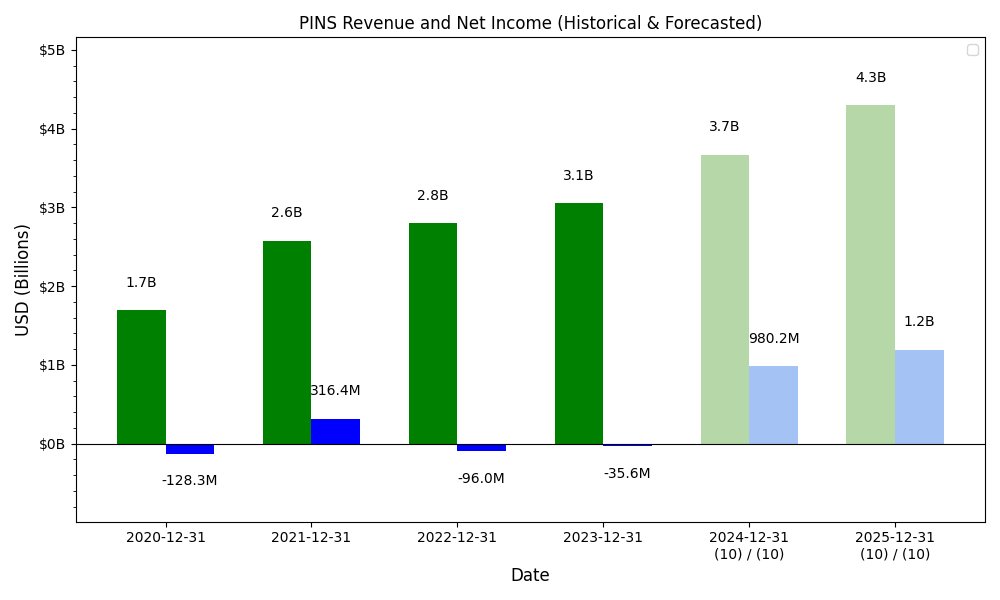 PINS Revenue and Net Income (Historical & Forecasted)
$5B
$4B
$3B
$2B
$1B
$0B
USD (Billions)
1.7B
-128.3M
2.6B
316.4M
2.8B
-96.0M
3.1B
-35.6M
3.7B
980.2M
4.3B
1.2B
2020-12-31
2021-12-31
2022-12-31
2023-12-31
2024-12-31
(10) / (10)
2025-12-31
(10) / (10)
Date